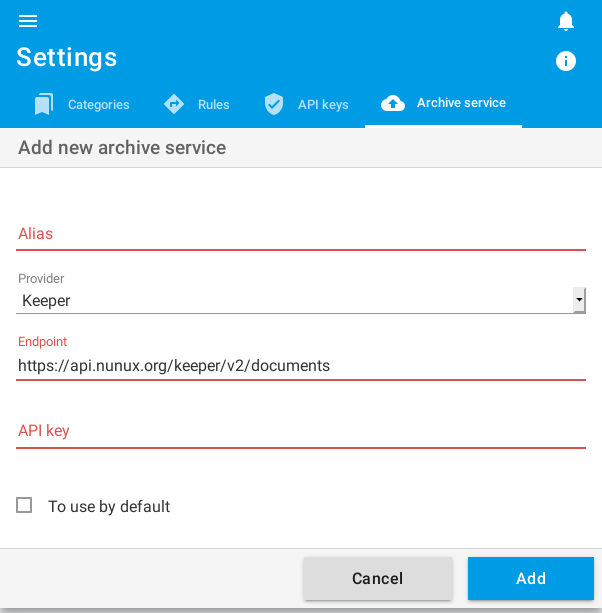 Settings
Categories Rules API keys Archive service
Add new archive service
Alias
Provider
Keeper
Endpoint
https://api.nunux.org/keeper/v2/documents
API key
To use by default
Cancel Add